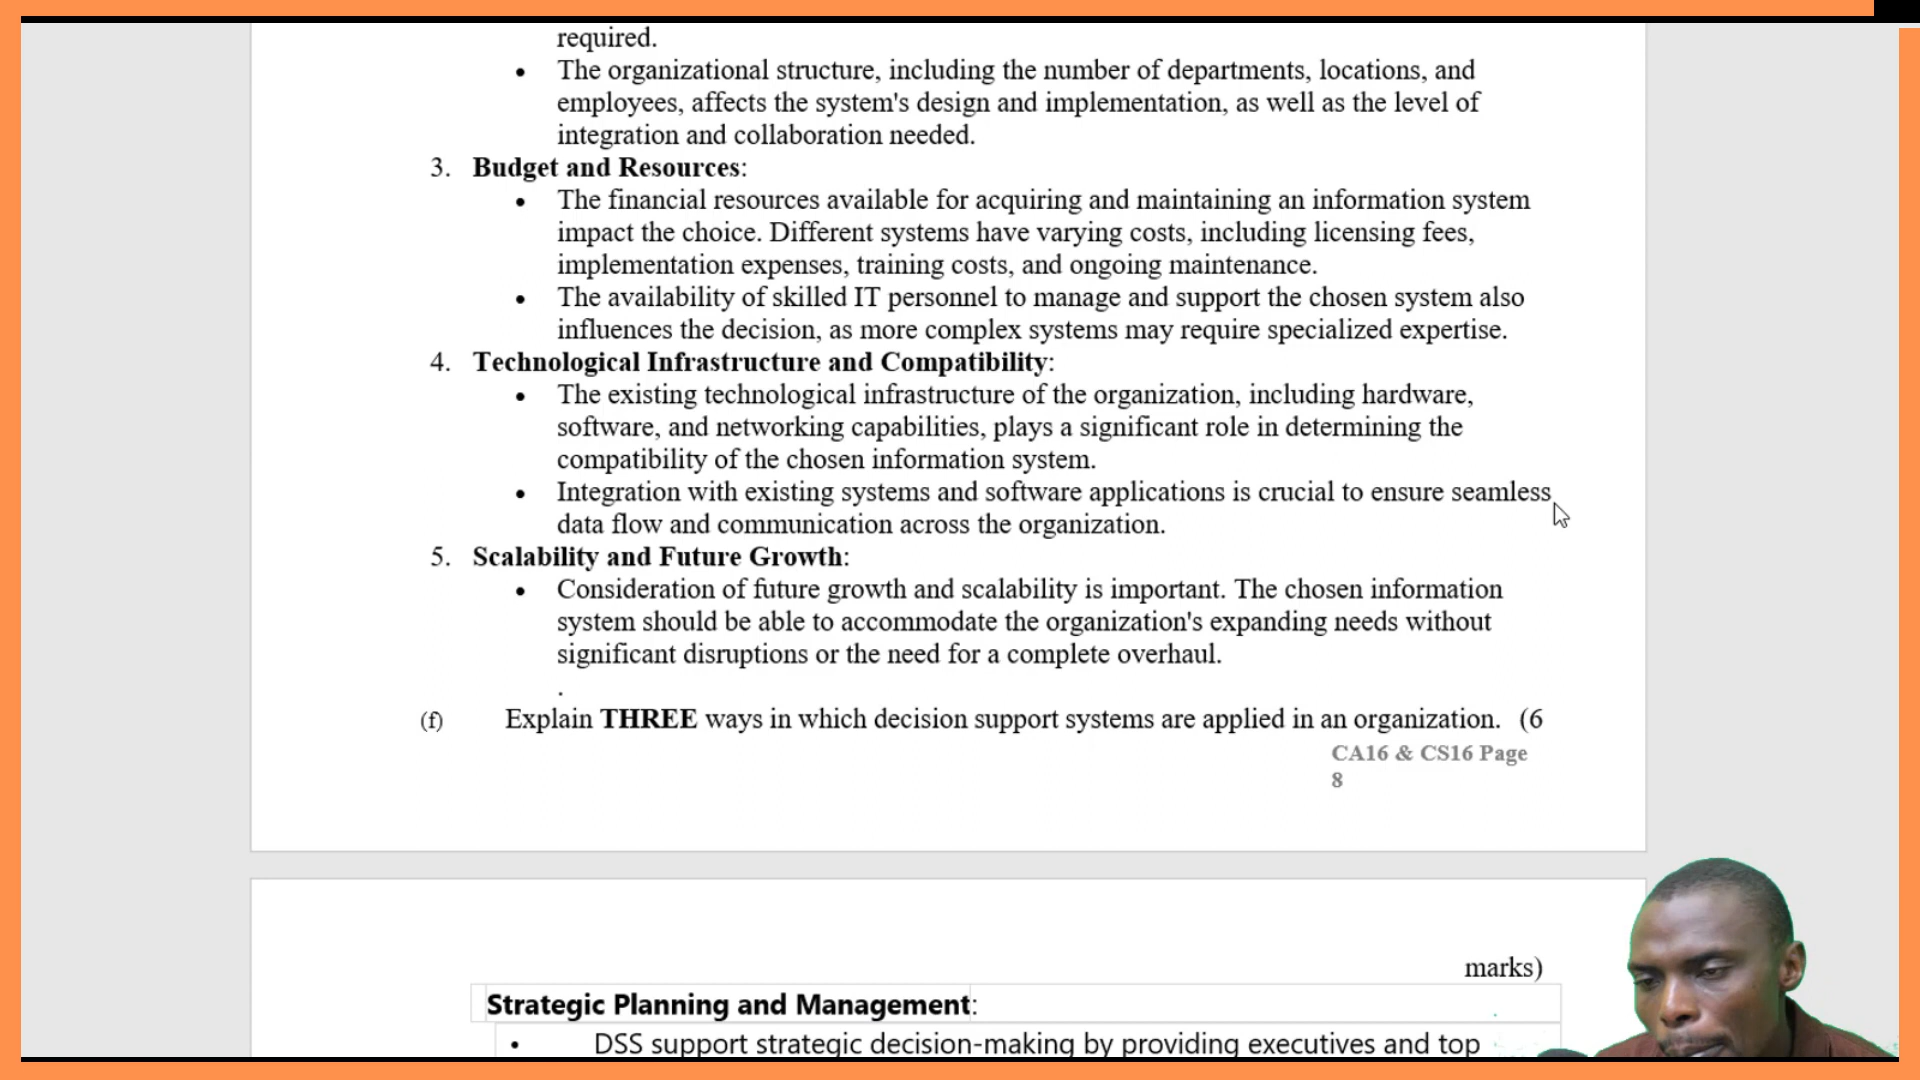 required.
• The organizational structure, including the number of departments, locations, and
employees, affects the system's design and implementation, as well as the level of
integration and collaboration needed.
3. Budget and Resources:
• The financial resources available for acquiring and maintaining an information system
impact the choice. Different systems have varying costs, including licensing fees,
implementation expenses, training costs, and ongoing maintenance.
• The availability of skilled IT personnel to manage and support the chosen system also
influences the decision, as more complex systems may require specialized expertise.
4. Technological Infrastructure and Compatibility:
• The existing technological infrastructure of the organization, including hardware,
software, and networking capabilities, plays a significant role in determining the
compatibility of the chosen information system.
• Integration with existing systems and software applications is crucial to ensure seamless
data flow and communication across the organization.
5. Scalability and Future Growth:
• Consideration of future growth and scalability is important. The chosen information
system should be able to accommodate the organization's expanding needs without
significant disruptions or the need for a complete overhaul.
.
(f) Explain THREE ways in which decision support systems are applied in an organization. (6
CA16 & CS16 Page
8
marks)
Strategic Planning and Management:
• DSS support strategic decision-making by providing executives and top